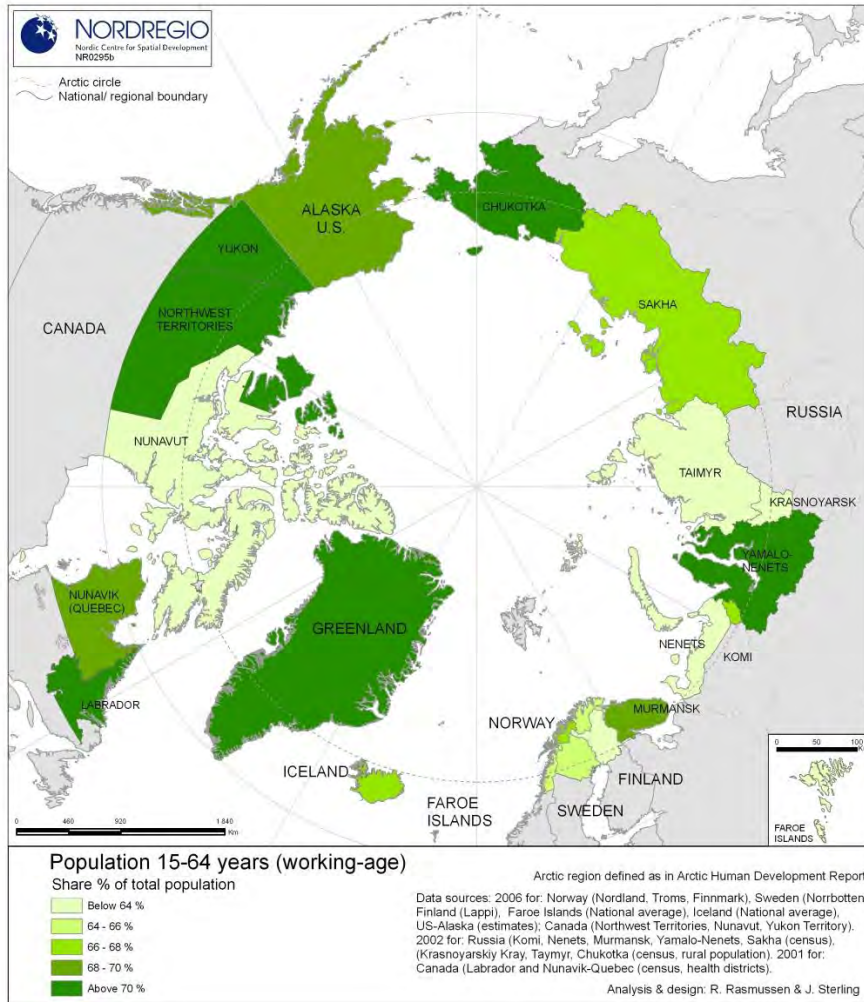 NORDREGIO
Nordic Centre for Spatial Development
NR0295b
Arctic circle
National/ regional boundary
ALASKA
U.S.
CHUKOTKA
YUKON
NORTHWEST
TERRITORIES
CANADA
SAKHA
RUSSIA
NUNAVUT
TAIMYR
KRASNOYARSK
YAMALO-
NENETS
NUNAVIK
(QUEBEC)
GREENLAND
NENETS
KOMI
LABRADOR
NORWAY
MURMANSK
ICELAND
FINLAND
FAROE
ISLANDS
SWEDEN
0 50 100
FAROE
ISLANDS
0 460 920 1 840
Km
Population 15-64 years (working-age)
Share % of total population
Below 64 %
64 - 66 %
66 - 68 %
68 - 70 %
Above 70 %
Arctic region defined as in Arctic Human Development Report
Data sources: 2006 for: Norway (Nordland, Troms, Finnmark), Sweden (Norrbotten
Finland (Lappi), Faroe Islands (National average), Iceland (National average),
US-Alaska (estimates); Canada (Northwest Territories, Nunavut, Yukon Territory).
2002 for: Russia (Komi, Nenets, Murmansk, Yamalo-Nenets, Sakha (census),
(Krasnoyarskiy Kray, Taymyr, Chukotka (census, rural population). 2001 for:
Canada (Labrador and Nunavik-Quebec (census, health districts).
Analysis & design: R. Rasmussen & J. Sterling